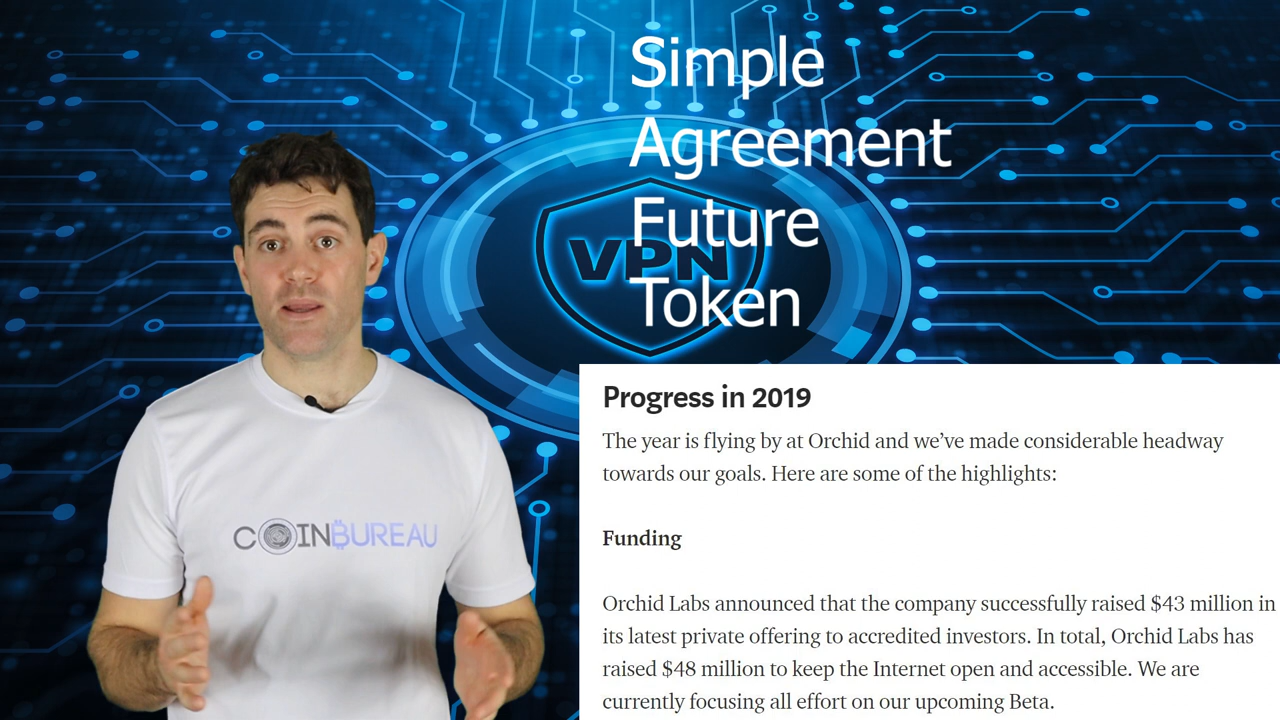 Simple
Agreement
Future
Token
VPN
COINBUREAU
Progress in 2019
The year is flying by at Orchid and we've made considerable headway
towards our goals. Here are some of the highlights:
Funding
Orchid Labs announced that the company successfully raised $43 million in
its latest private offering to accredited investors. In total, Orchid Labs has
raised $48 million to keep the Internet open and accessible. We are
currently focusing all effort on our upcoming Beta.